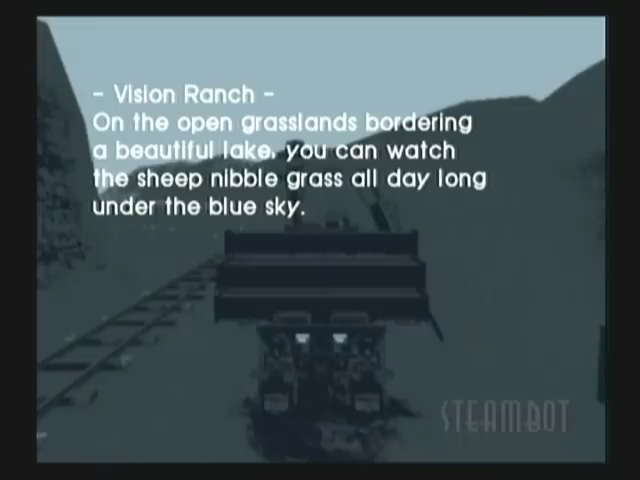 - Vision Ranch -
On the open grasslands bordering
a beautiful lake, you can watch
the sheep nibble grass all day long
under the blue sky.
STEAMBOT